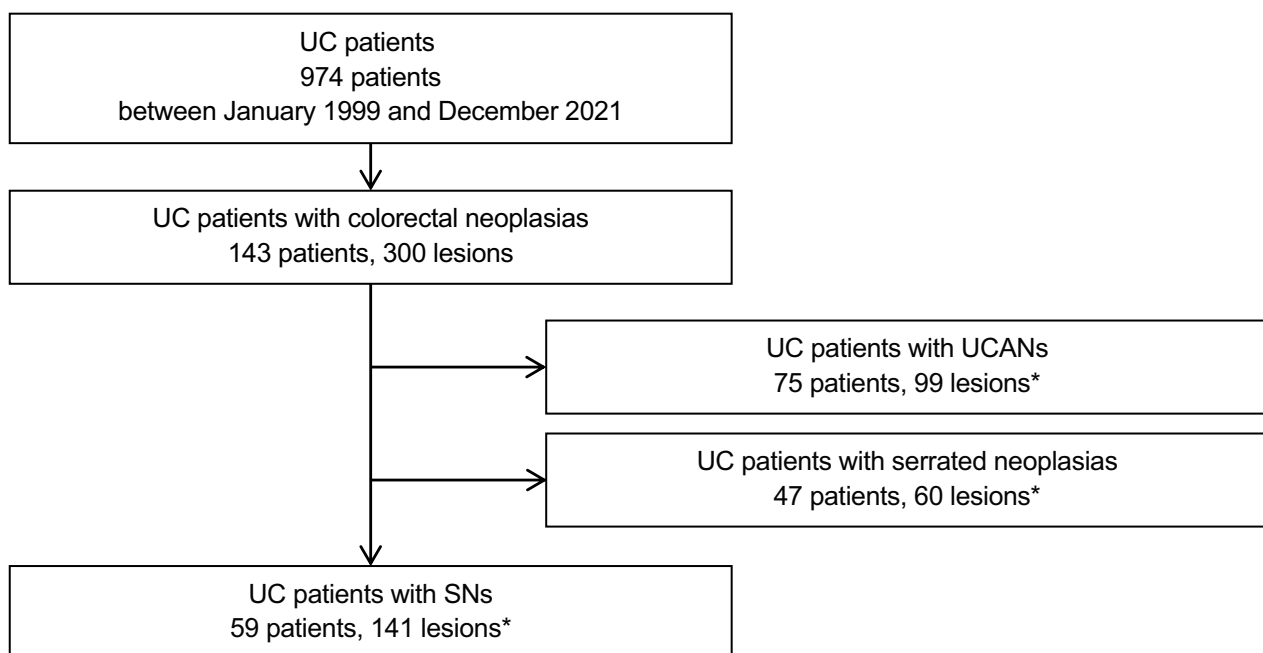 UC patients
974 patients
between January 1999 and December 2021
UC patients with colorectal neoplasias
143 patients, 300 lesions
UC patients with UCANs
75 patients, 99 lesions*
UC patients with serrated neoplasias
47 patients, 60 lesions*
UC patients with SNs
59 patients, 141 lesions*